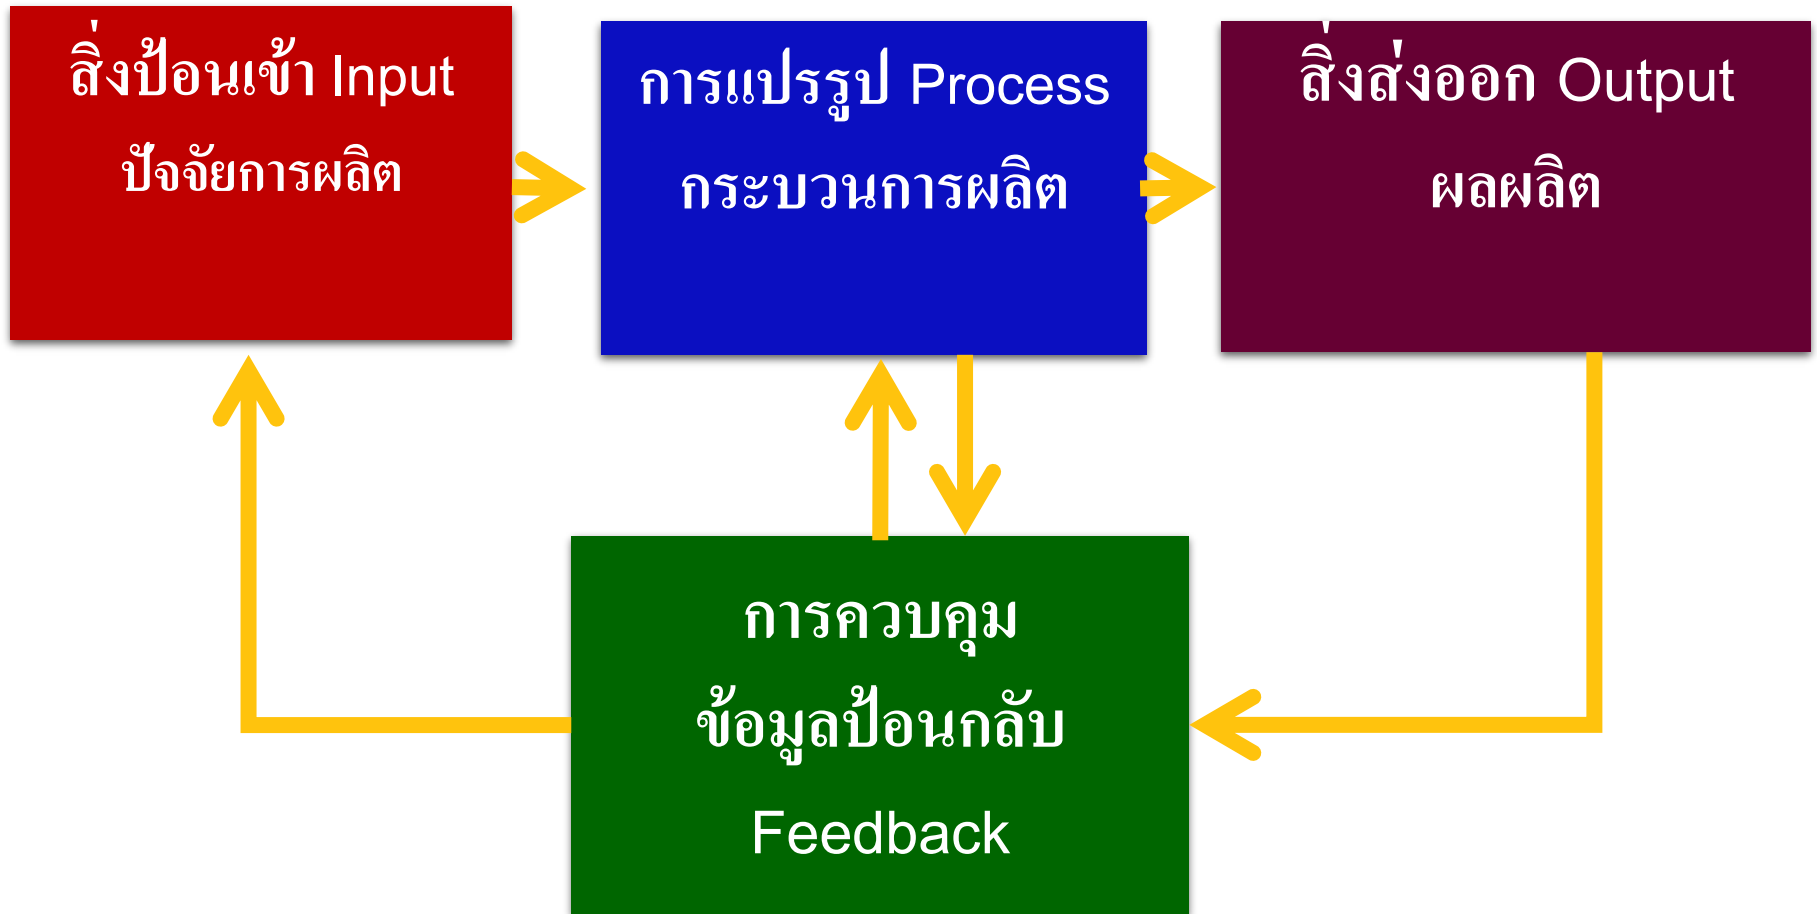 สิ่งป้อนเข้า Input
ปัจจัยการผลิต
การแปรรูป Process
กระบวนการผลิต
สิ่งส่งออก Output
ผลผลิต
การควบคุม
ข้อมูลป้อนกลับ
Feedback